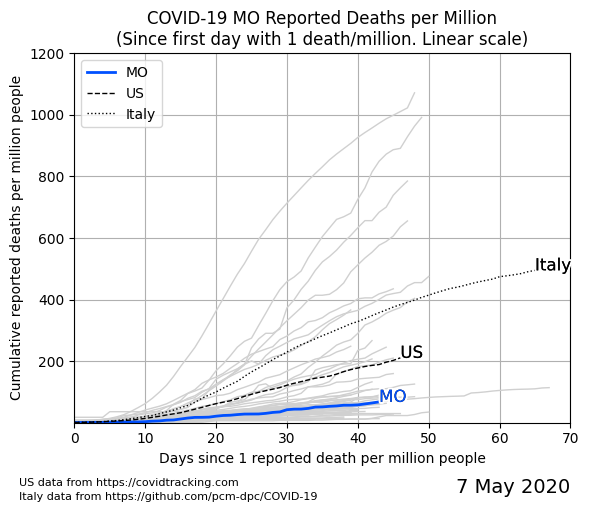 COVID-19 MO Reported Deaths per Million
(Since first day with 1 death/million. Linear scale)
Cumulative reported deaths per million people
1200
1000
800
600
400
200
MO
US
Italy
Italy
US
MO
0
10
20
30
40
50
60
70
Days since 1 reported death per million people
US data from https://covidtracking.com
Italy data from https://github.com/pcm-dpc/COVID-19
7 May 2020